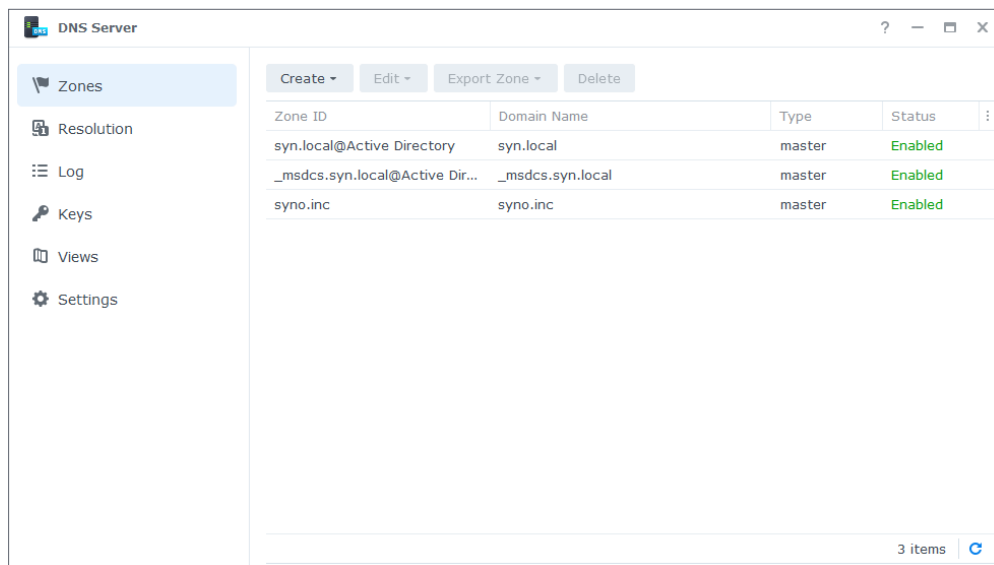 DNS Server
?
Zones
Resolution
Log
Keys
Views
Settings
Create Edit Export Zone Delete
Zone ID Domain Name Type Status
syn.local@Active Directory syn.local master Enabled
_msdcs.syn.local@Active Dir... _msdcs.syn.local master Enabled
syno.inc syno.inc master Enabled
3 items